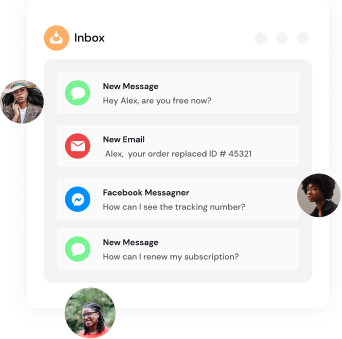 Inbox
New Message
Hey Alex, are you free now?
New Email
Alex, your order replaced ID # 45321
Facebook Messagner
How can I see the tracking number?
New Message
How can I renew my subscription?